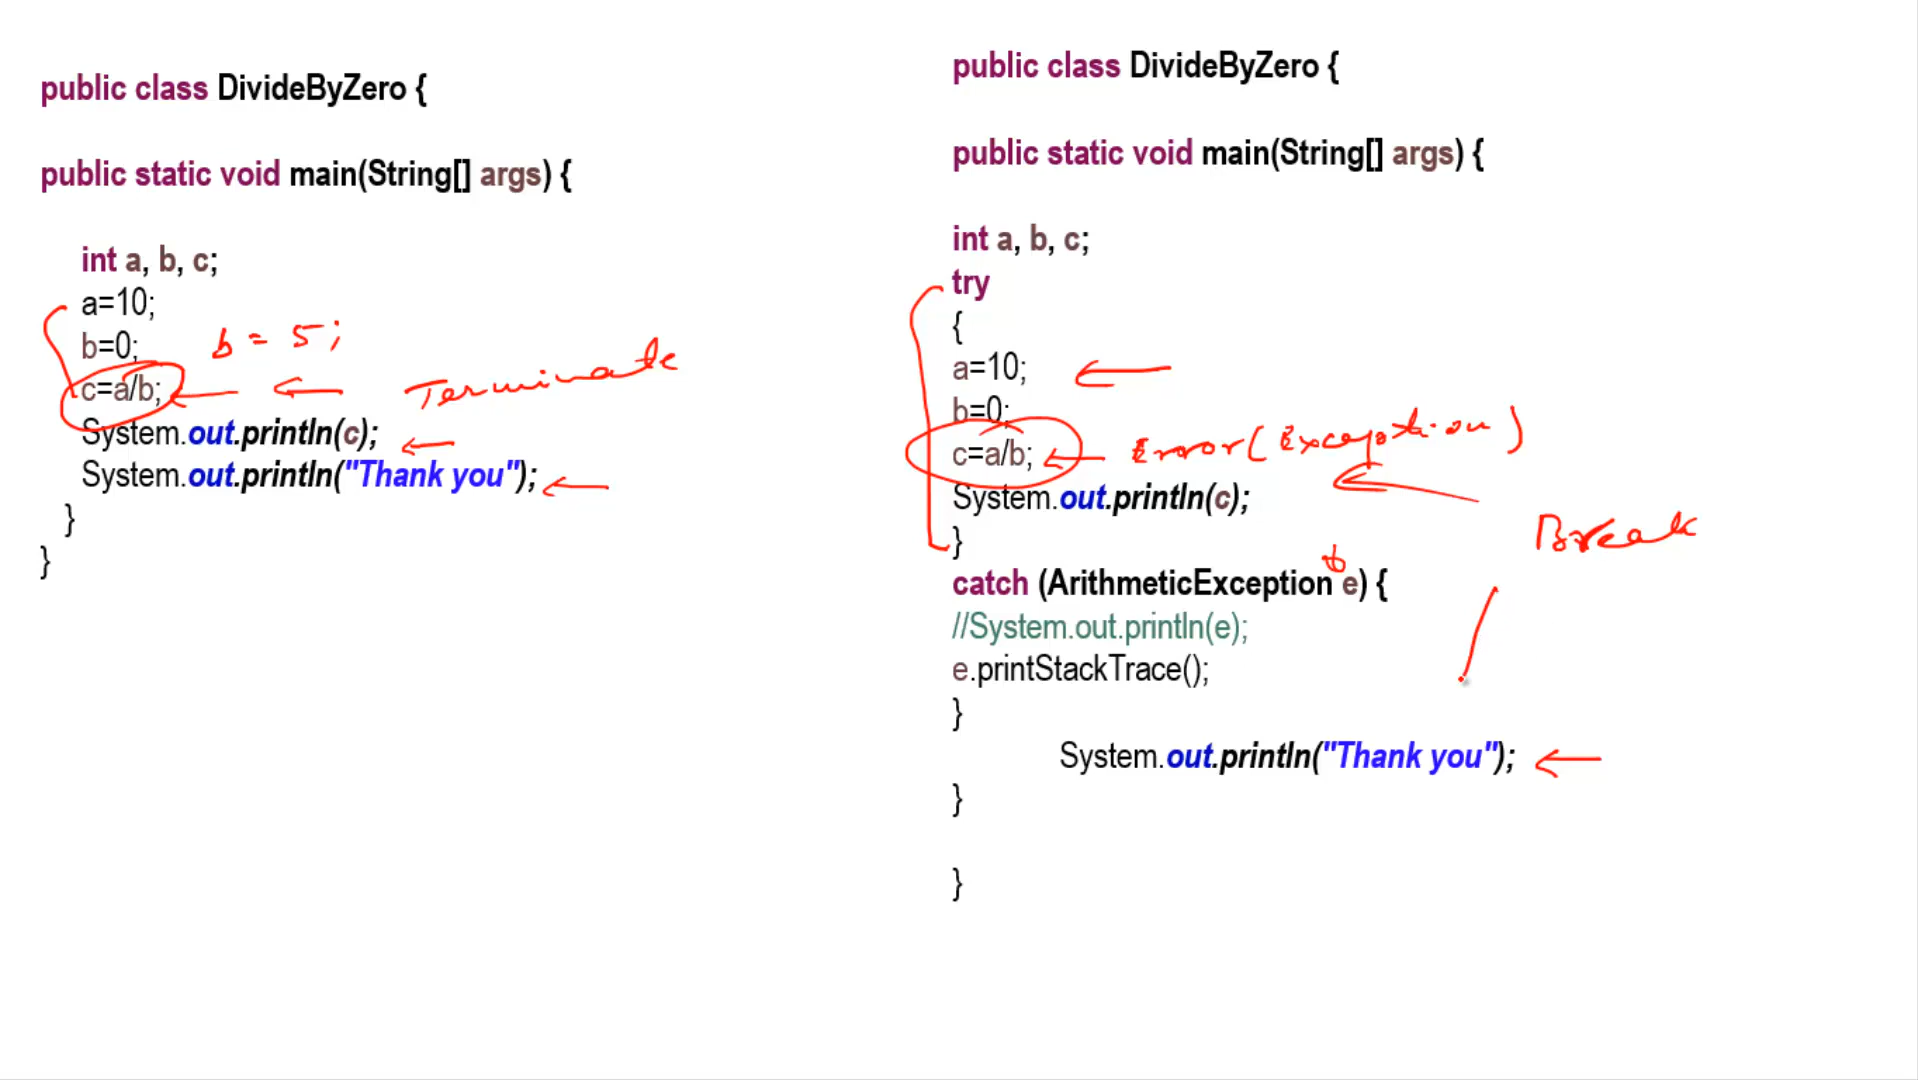 public class DivideByZero {
public static void main(String[] args) {
int a, b, c;
a=10;
b=0; b = 5;
c=a/b; Terminate
System.out.println(c);
System.out.println("Thank you");
}
}
public class DivideByZero {
public static void main(String[] args) {
int a, b, c;
try
{
a=10;
b=0;
c=a/b; Error(Exception)
System.out.println(c);
} Break
catch (ArithmeticException e) {
//System.out.println(e);
e.printStackTrace();
}
System.out.println("Thank you");
}
}